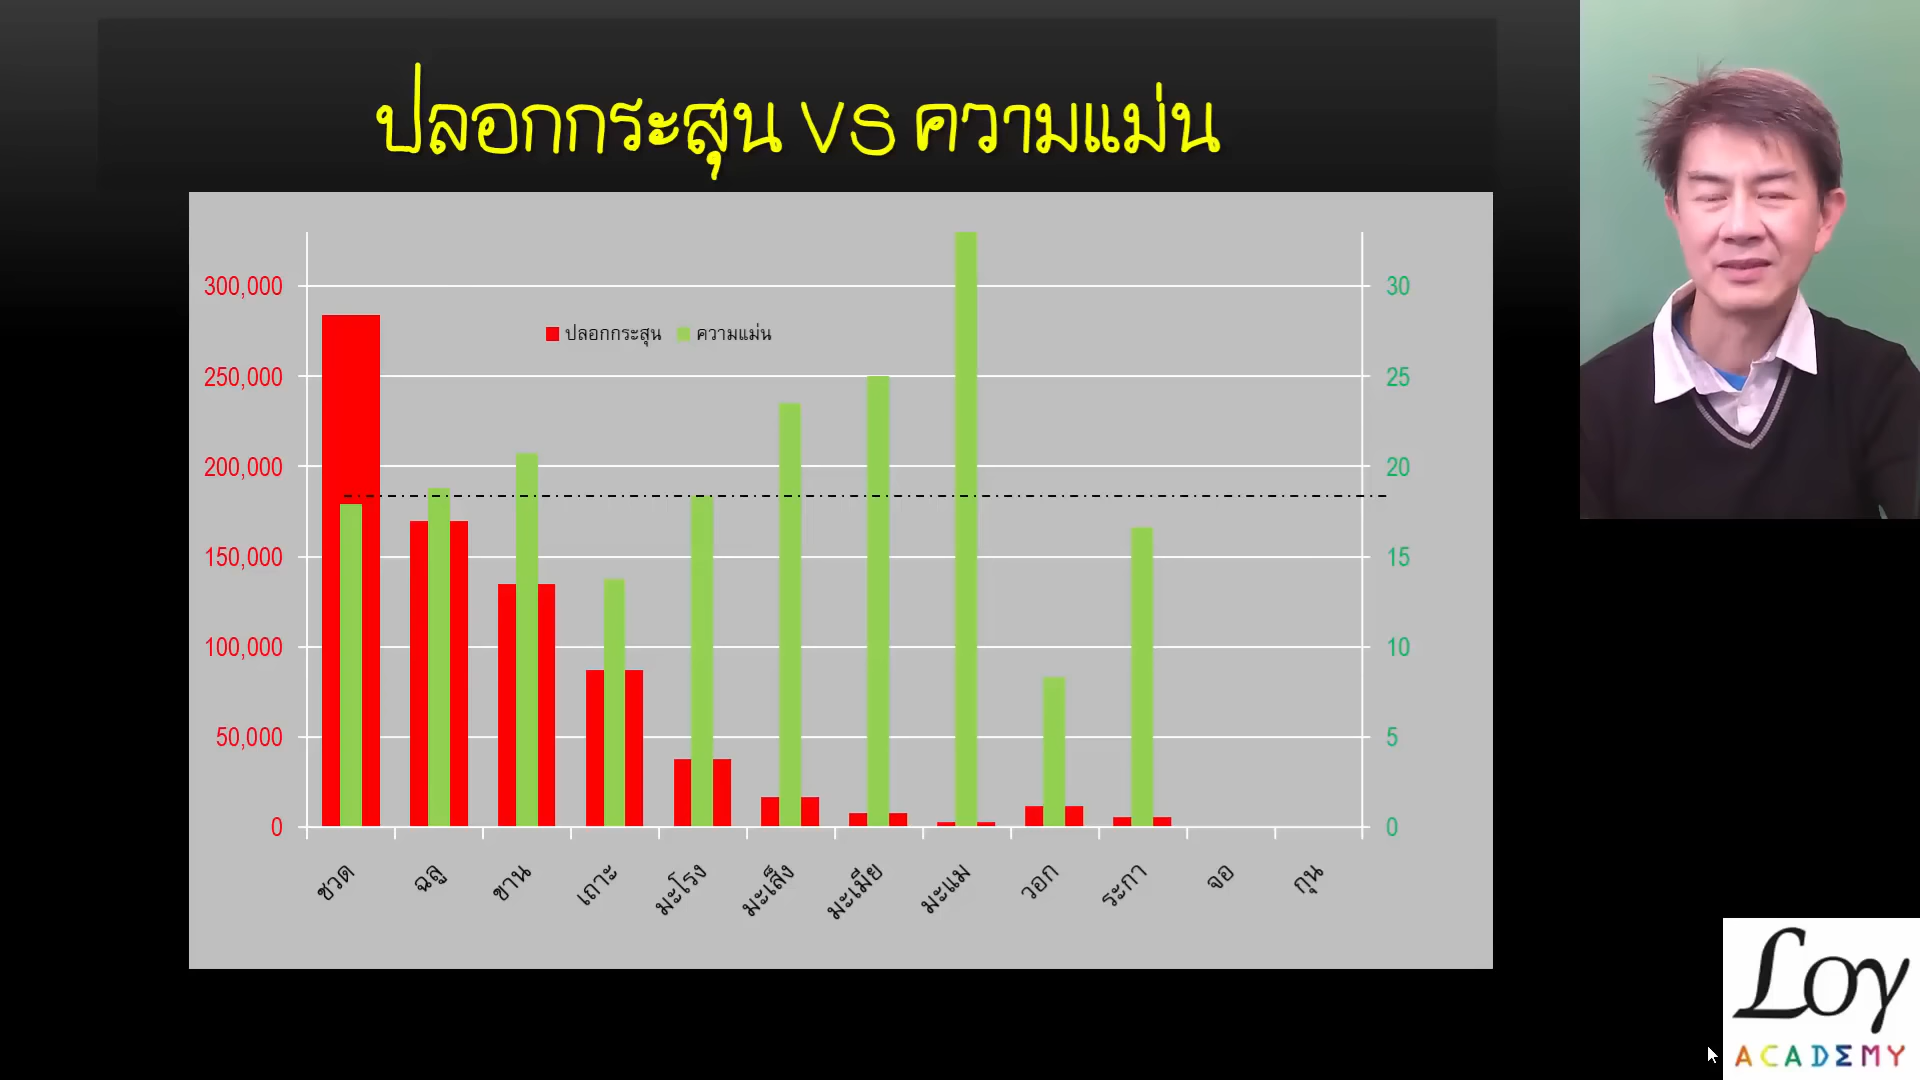 ปลอกกระสุน VS ความแม่น
300,000
250,000
200,000
150,000
100,000
50,000
0
ปลอกกระสุน ความแม่น
30
25
20
15
10
5
0
ชวด ฉลู ขาน เถาะ มะโรง มะเส็ง มะเมีย มะแม วอก ระกา จอ กุน
Loy
ACADEMY